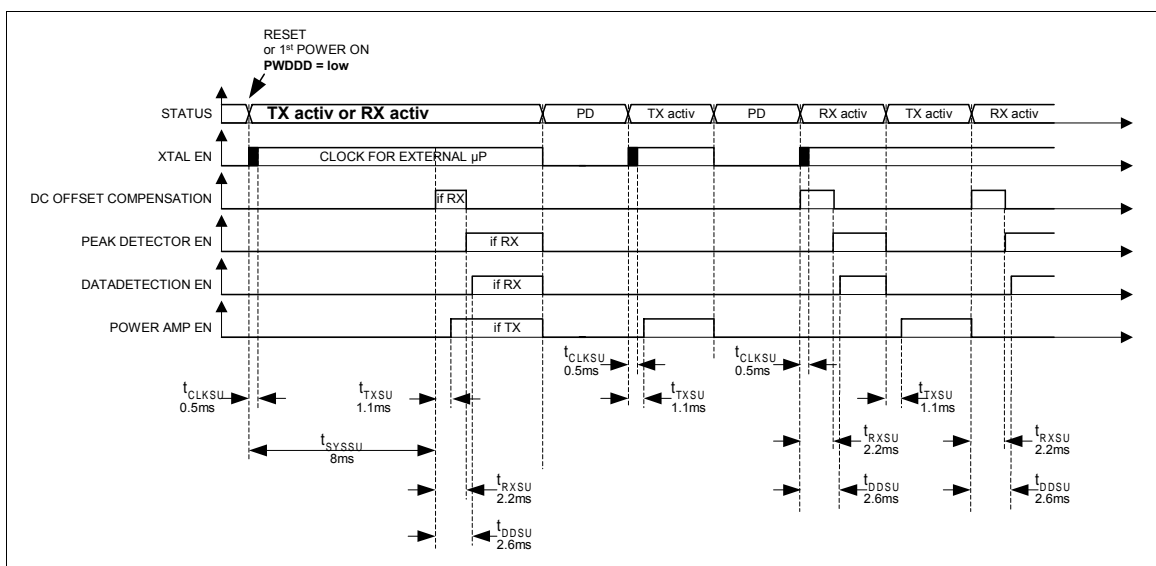 RESET
or 1st POWER ON
PWDDD = low
STATUS
TX activ or RX activ
PD
TX activ
PD
RX activ
TX activ
RX activ
XTAL EN
CLOCK FOR EXTERNAL µP
DC OFFSET COMPENSATION
if RX
PEAK DETECTOR EN
if RX
DATADETECTION EN
if RX
POWER AMP EN
if TX
tCLKSU
0.5ms
tCLKSU
0.5ms
tCLKSU
0.5ms
tTXSU
1.1ms
tTXSU
1.1ms
tTXSU
1.1ms
tSYSSU
8ms
tRXSU
2.2ms
tRXSU
2.2ms
tRXSU
2.2ms
tDDSU
2.6ms
tDDSU
2.6ms
tDDSU
2.6ms